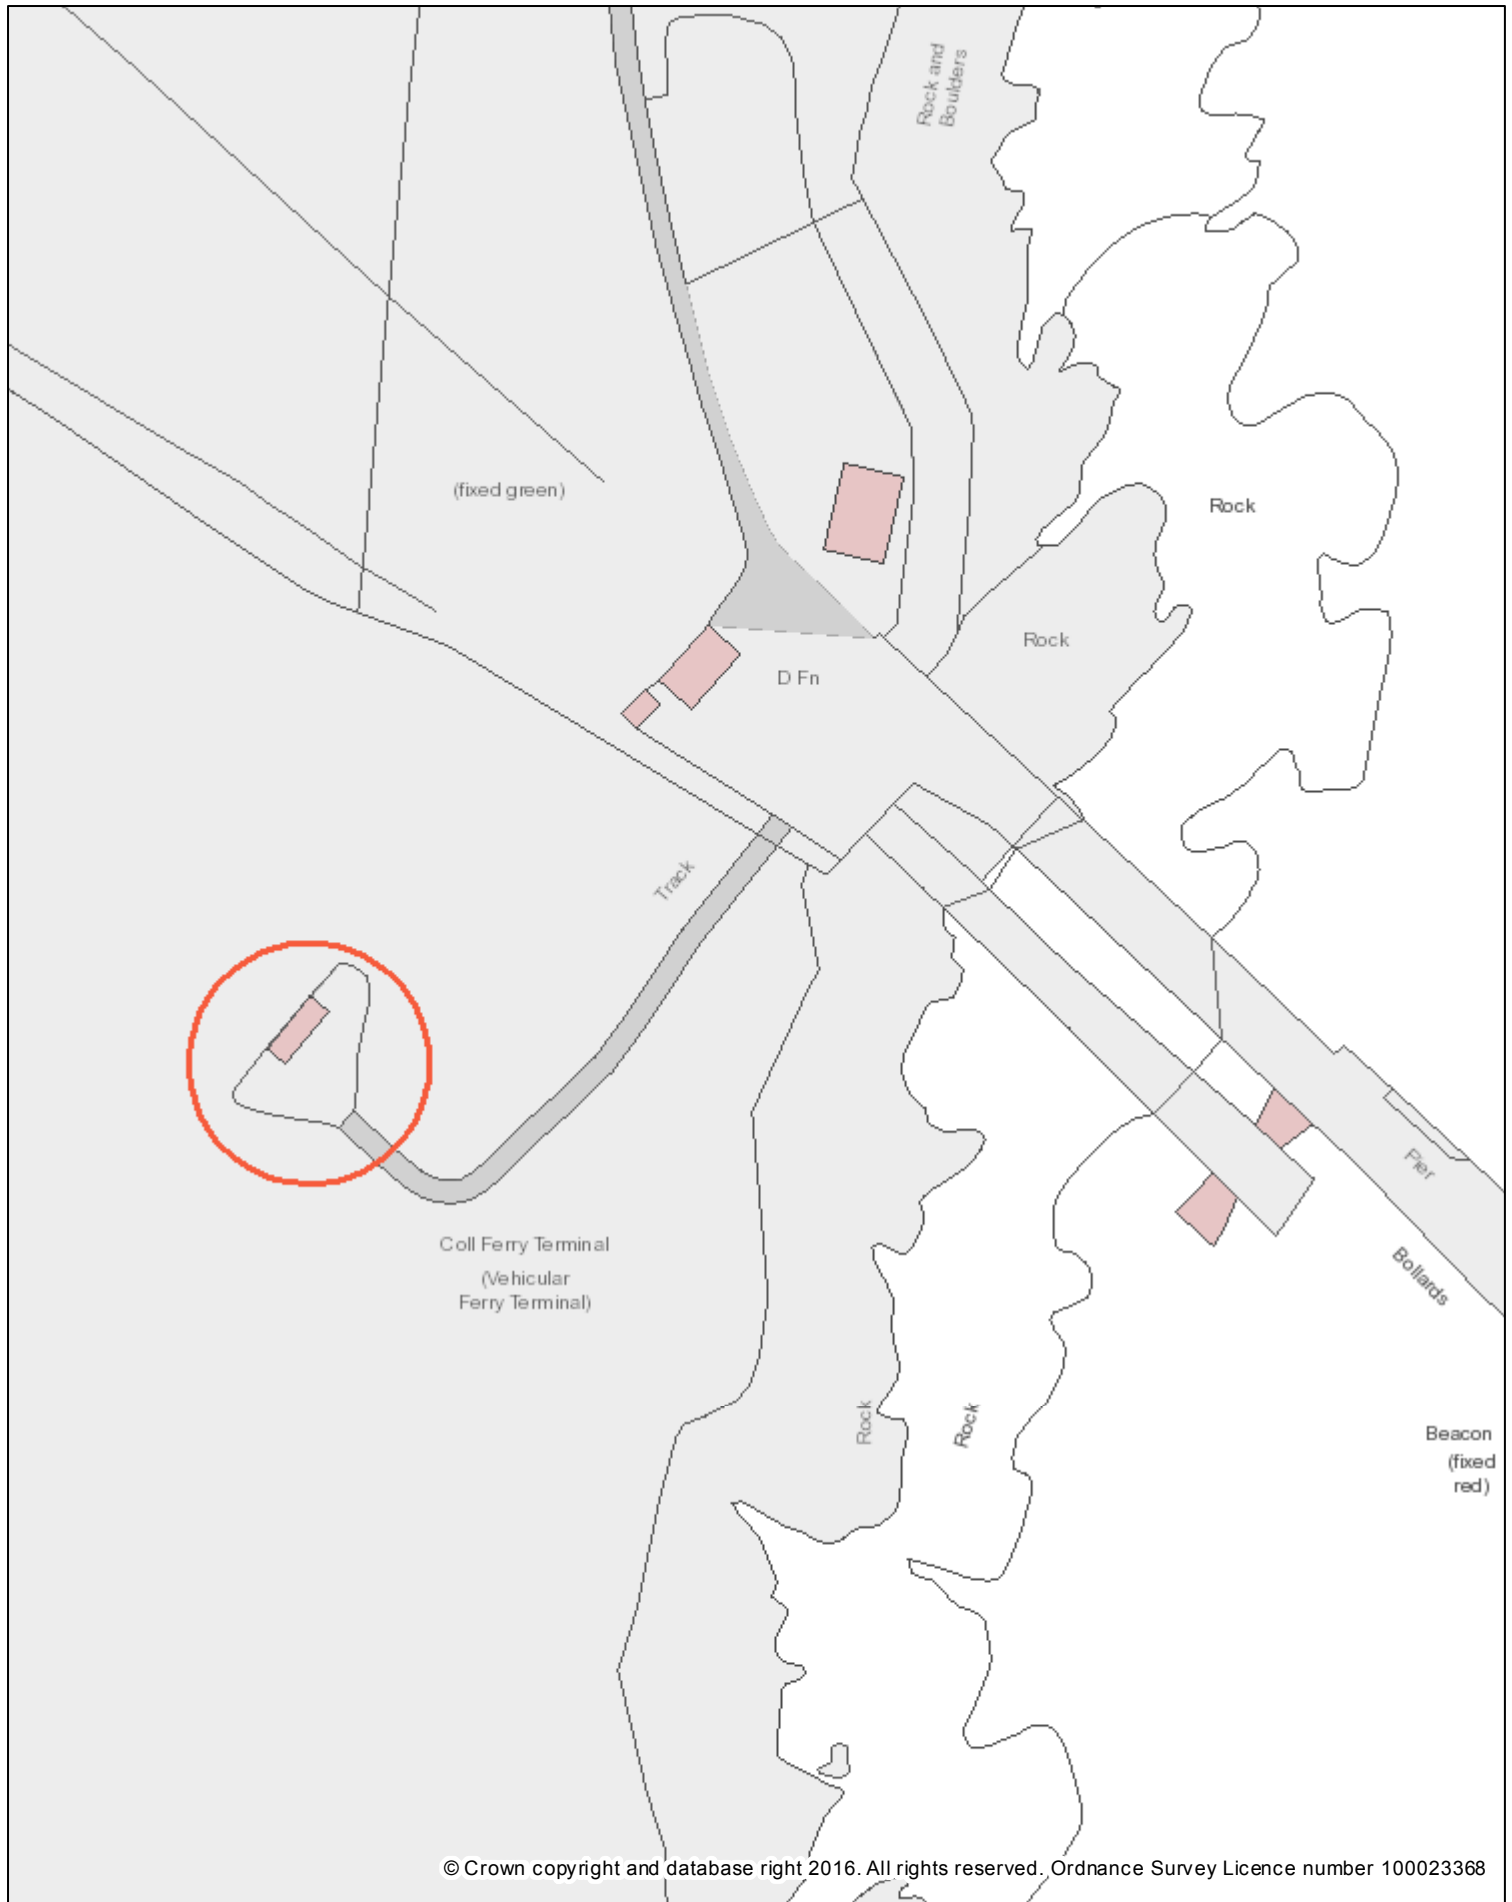 Rock and
Boulders
(fixed green)
Rock
Rock
D Fn
Track
Pier
Coll Ferry Terminal
(Vehicular
Ferry Terminal)
Bollards
Rock
Rock
Beacon
(fixed
red)
© Crown copyright and database right 2016. All rights reserved. Ordnance Survey Licence number 100023368